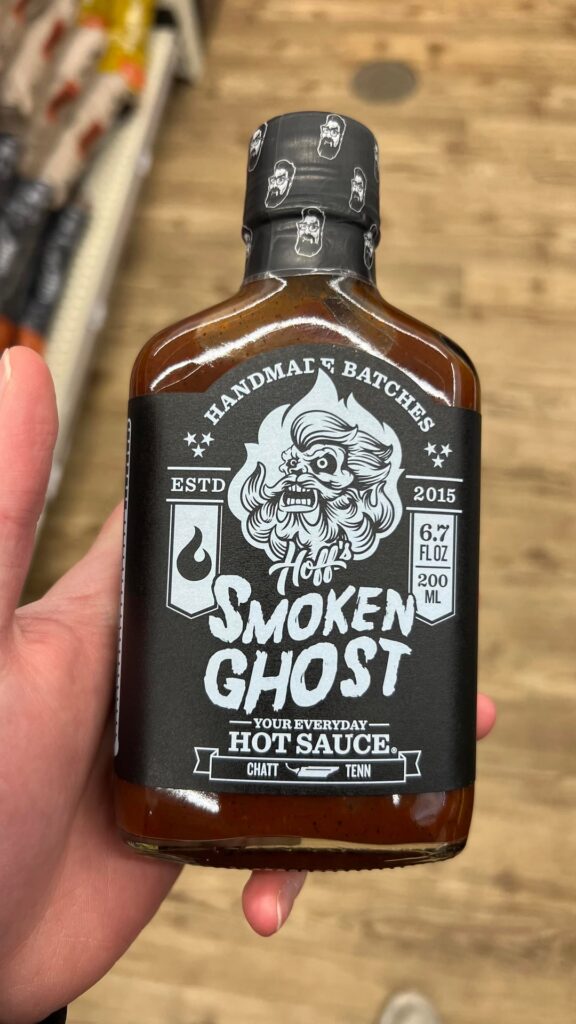 HANDMADE BATCHES
ESTD
2015
6.7
FL OZ
200
ML
Hoff's
SMOKEN
GHOST
YOUR EVERYDAY
HOT SAUCE®
CHATT TENN